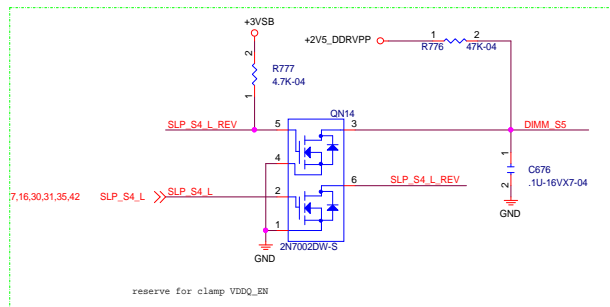 +3VSB
+2V5_DDRVPP
1
2
R776
47K-04
2
R777
4.7K-04
1
QN14
SLP_S4_L_REV
5
3
DIMM_S5
4
1
C676
.1U-16VX7-04
2
GND
6
SLP_S4_L_REV
7,16,30,31,35,42
SLP_S4_L
SLP_S4_L
2
1
GND
2N7002DW-S
reserve for clamp VDDQ_EN